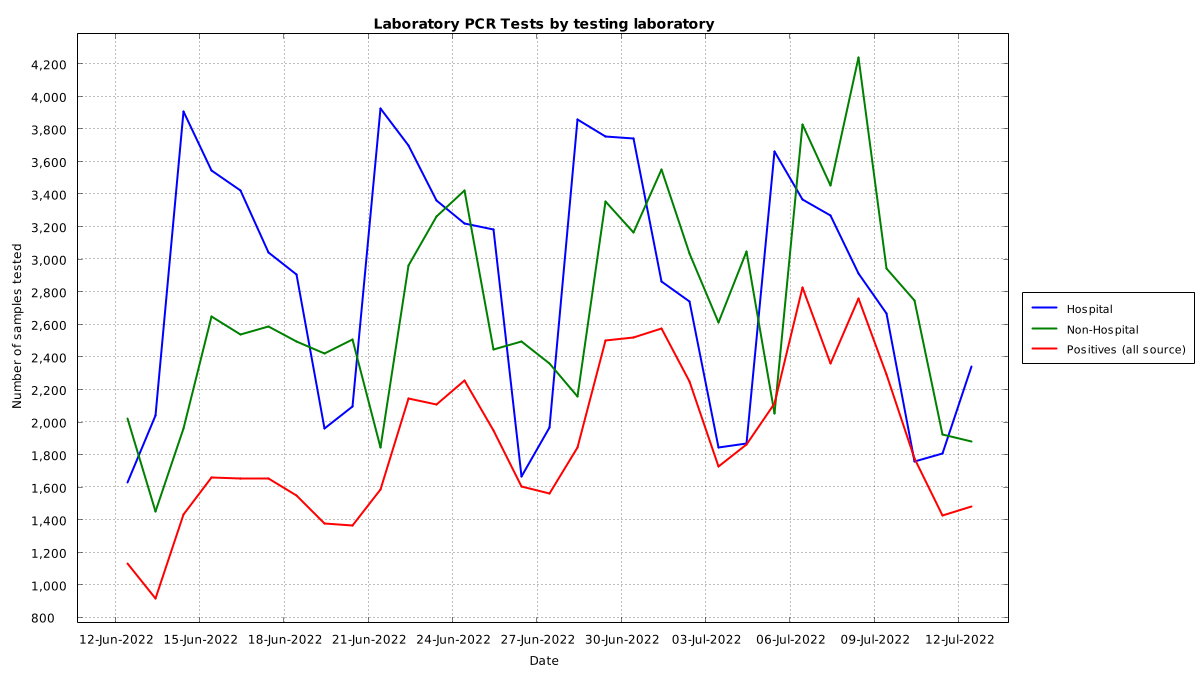 Laboratory PCR Tests by testing laboratory
Number of samples tested
4,200
4,000
3,800
3,600
3,400
3,200
3,000
2,800
2,600
2,400
2,200
2,000
1,800
1,600
1,400
1,200
1,000
800
12-Jun-2022 15-Jun-2022 18-Jun-2022 21-Jun-2022 24-Jun-2022 27-Jun-2022 30-Jun-2022 03-Jul-2022 06-Jul-2022 09-Jul-2022 12-Jul-2022
Date
Hospital
Non-Hospital
Positives (all source)